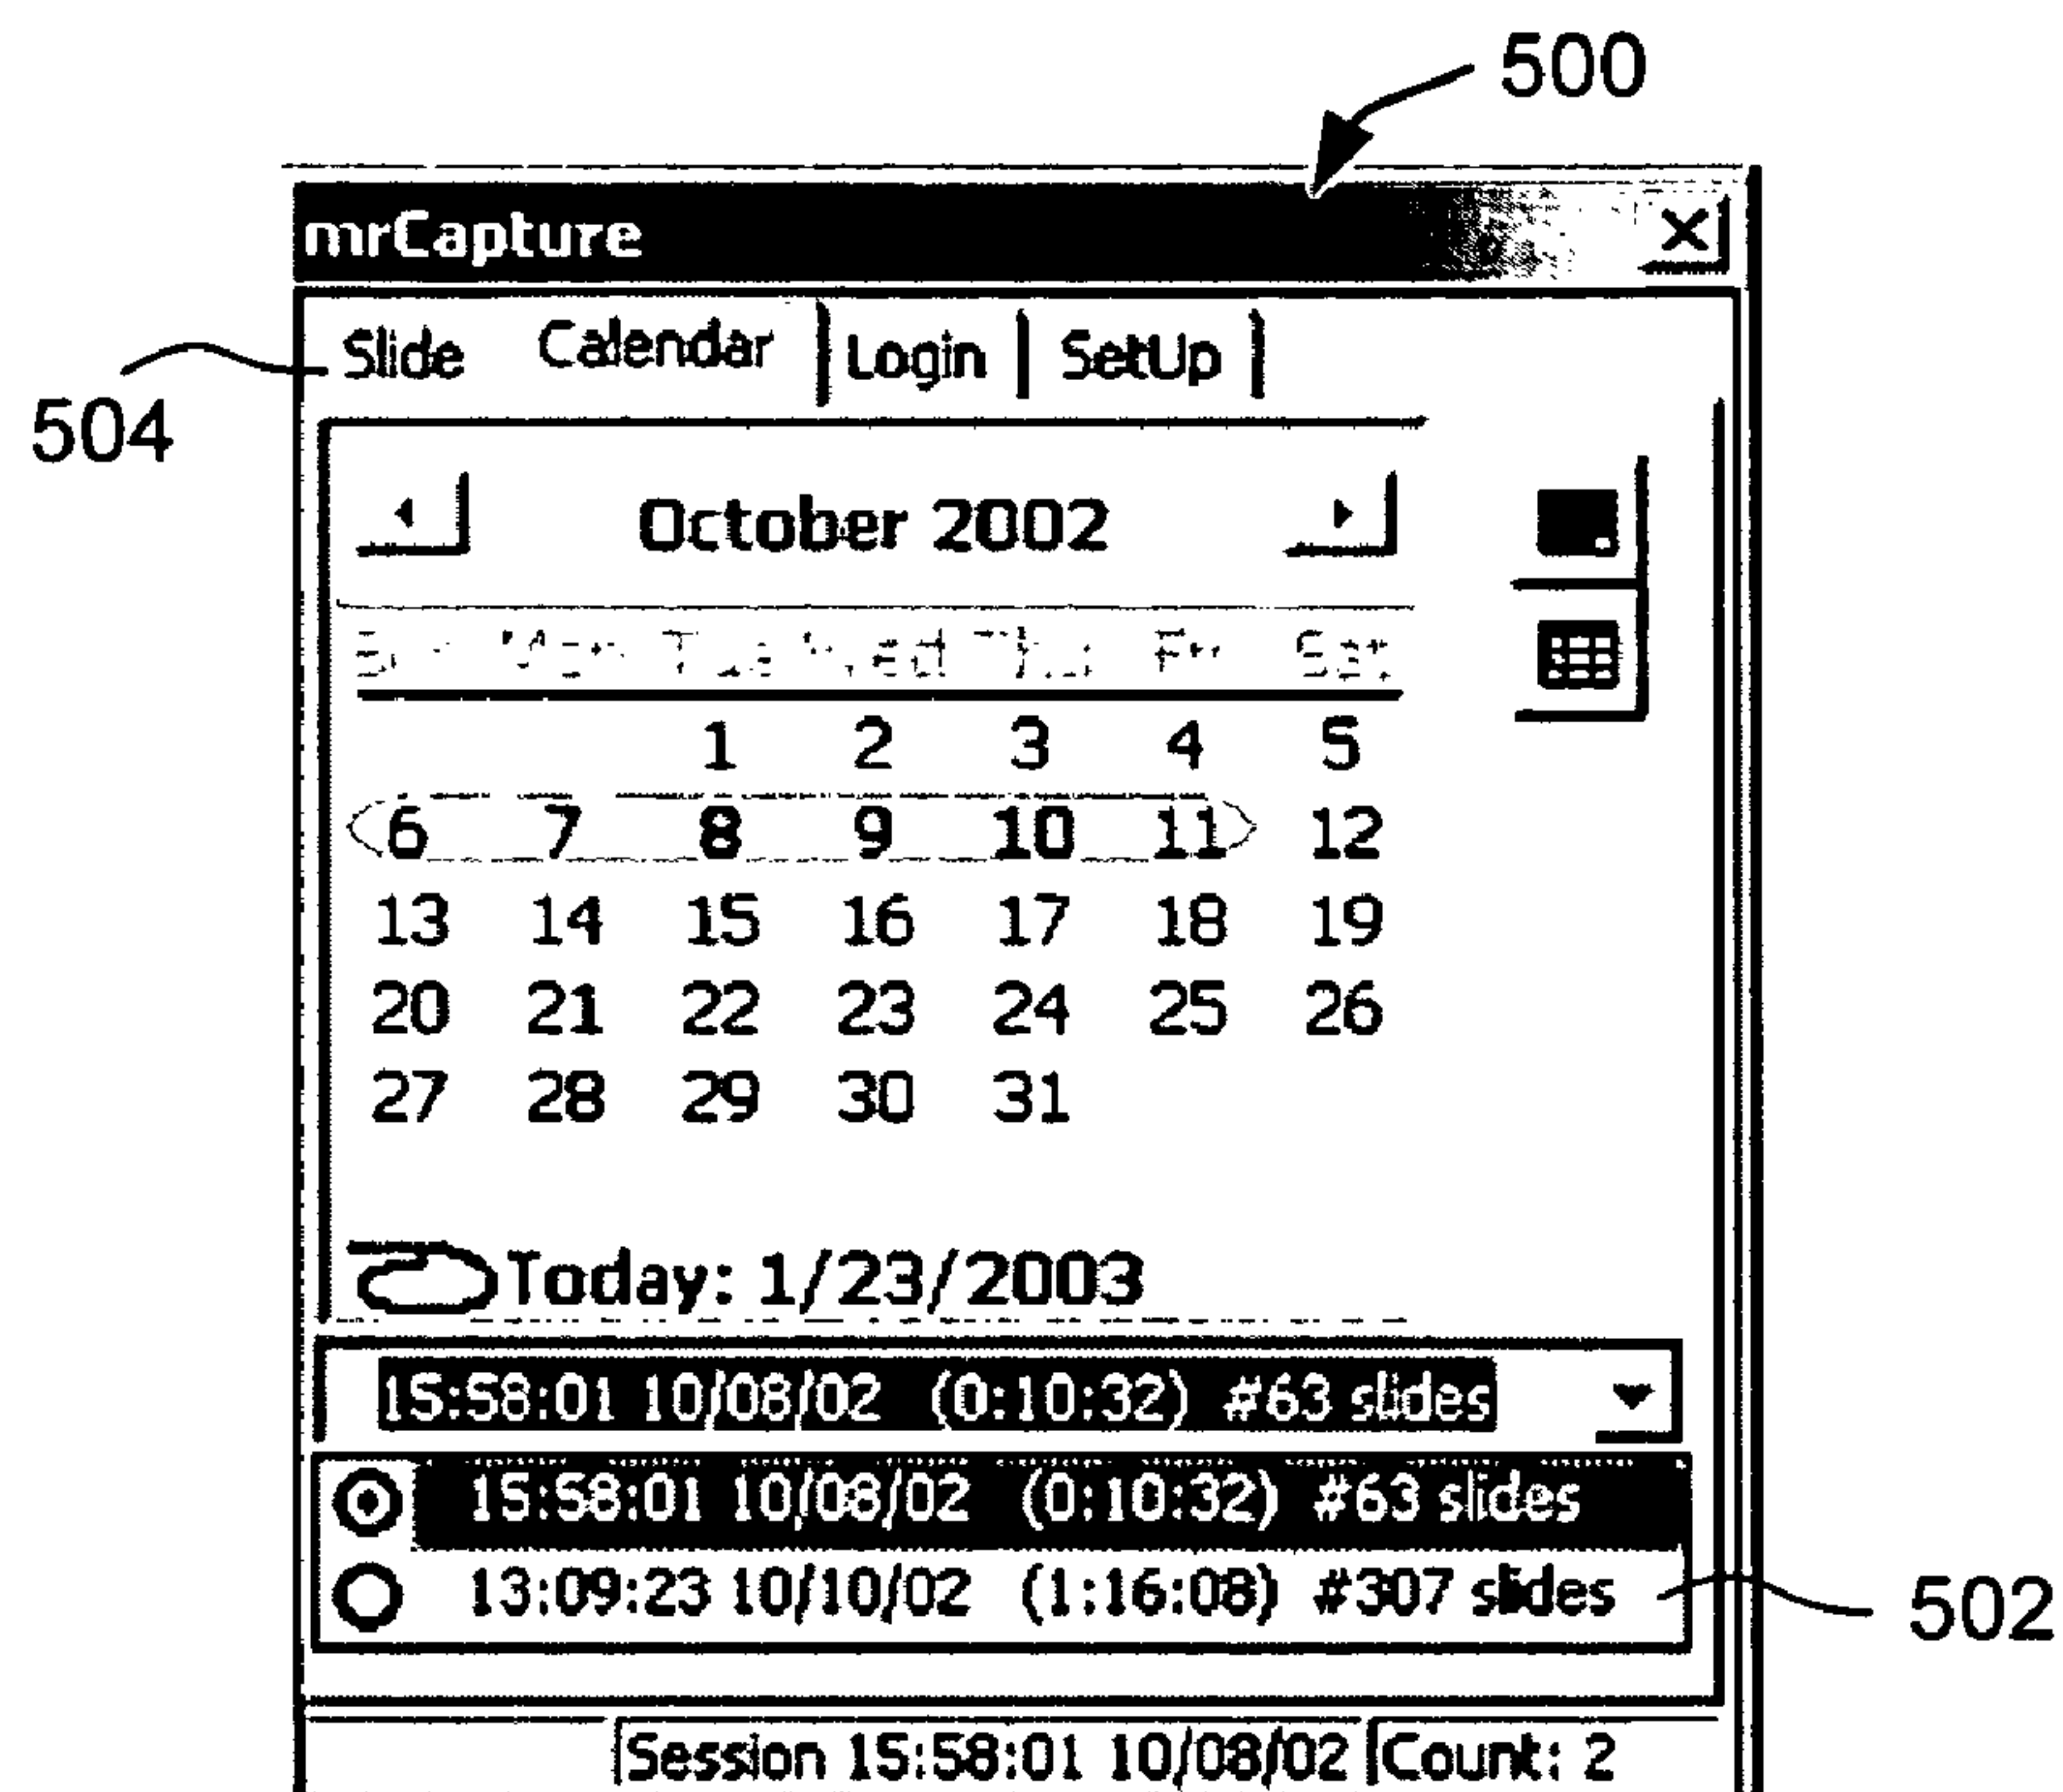 500
mrCapture
Slide Calendar Login SetUp
504
October 2002
Wed Thu Fri Sat
1 2 3 4 5
6 7 8 9 10 11 12
13 14 15 16 17 18 19
20 21 22 23 24 25 26
27 28 29 30 31
Today: 1/23/2003
15:58:01 10/08/02 (0:10:32) #63 slides
15:58:01 10/08/02 (0:10:32) #63 slides
13:09:23 10/10/02 (1:16:08) #307 slides
502
Session 15:58:01 10/08/02 Count: 2